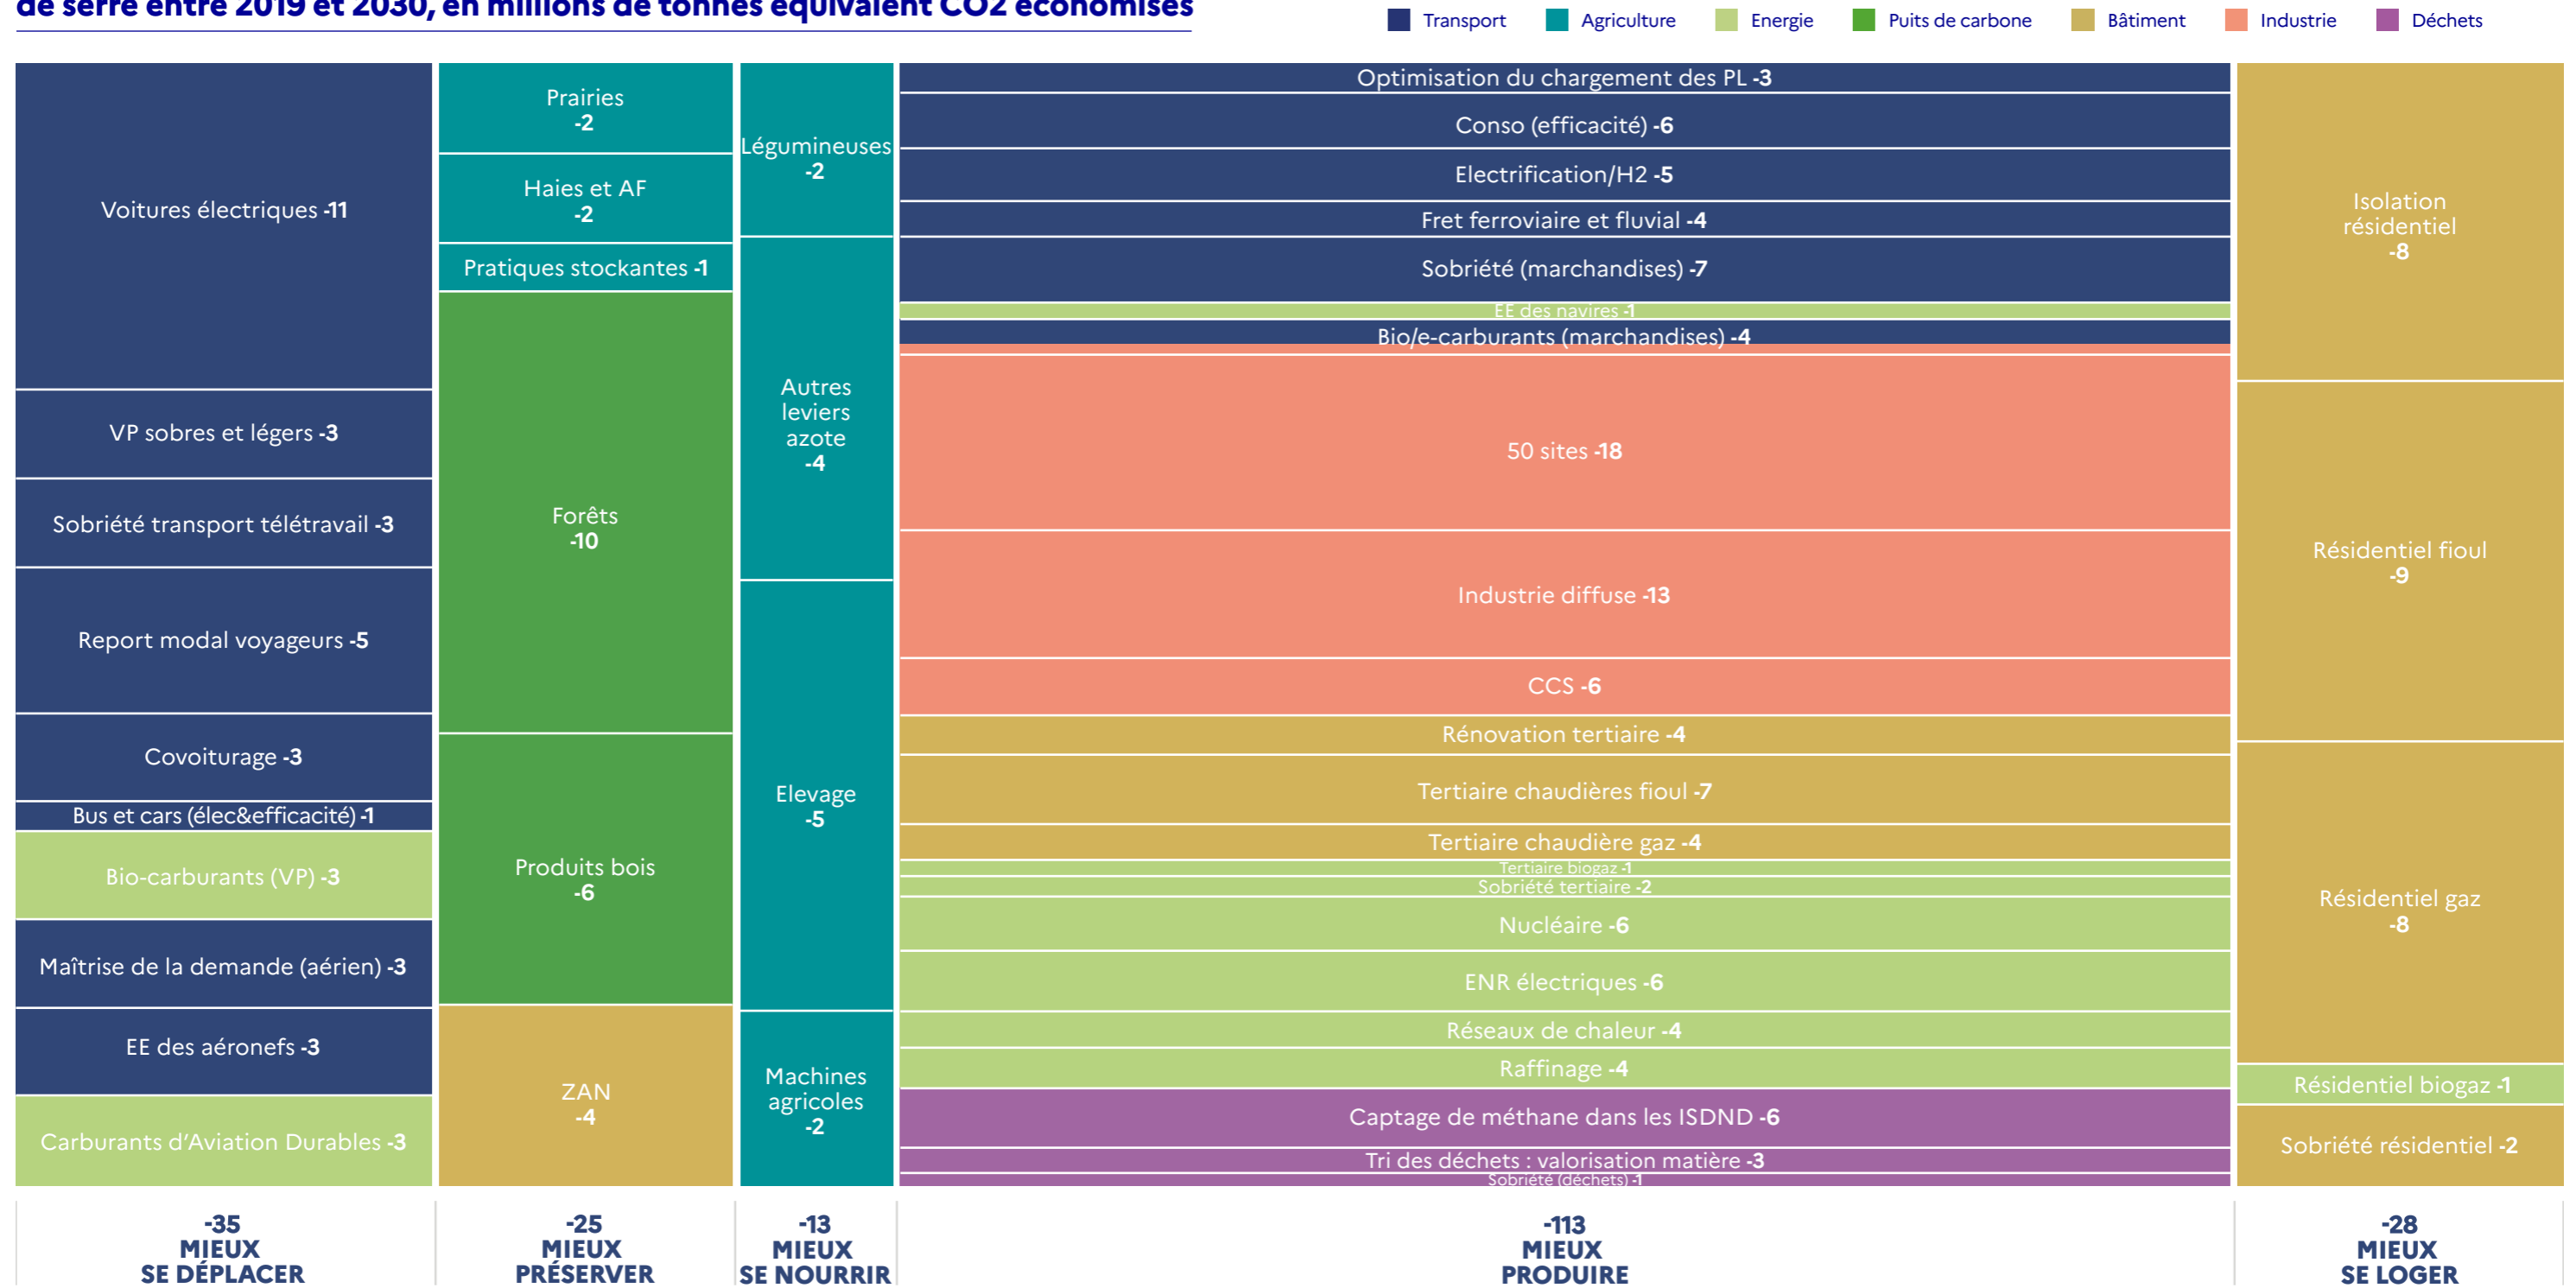 de serre entre 2019 et 2030, en millions de tonnes équivalent CO2 économisés
Transport
Agriculture
Energie
Puits de carbone
Bâtiment
Industrie
Déchets
Voitures électriques -11
VP sobres et légers -3
Sobriété transport télétravail -3
Report modal voyageurs -5
Covoiturage -3
Bus et cars (élec&efficacité) -1
Bio-carburants (VP) -3
Maîtrise de la demande (aérien) -3
EE des aéronefs -3
Carburants d’Aviation Durables -3
Prairies
-2
Haies et AF
-2
Pratiques stockantes -1
Forêts
-10
Produits bois
-6
ZAN
-4
Légumineuses
-2
Autres
leviers
azote
-4
Elevage
-5
Machines
agricoles
-2
Optimisation du chargement des PL -3
Conso (efficacité) -6
Electrification/H2 -5
Fret ferroviaire et fluvial -4
Sobriété (marchandises) -7
EE des navires -1
Bio/e-carburants (marchandises) -4
50 sites -18
Industrie diffuse -13
CCS -6
Rénovation tertiaire -4
Tertiaire chaudières fioul -7
Tertiaire chaudière gaz -4
Tertiaire biogaz -1
Sobriété tertiaire -2
Nucléaire -6
ENR électriques -6
Réseaux de chaleur -4
Raffinage -4
Captage de méthane dans les ISDND -6
Tri des déchets : valorisation matière -3
Sobriété (déchets) -1
Isolation
résidentiel
-8
Résidentiel fioul
-9
Résidentiel gaz
-8
Résidentiel biogaz -1
Sobriété résidentiel -2
-35
MIEUX
SE DÉPLACER
-25
MIEUX
PRÉSERVER
-13
MIEUX
SE NOURRIR
-113
MIEUX
PRODUIRE
-28
MIEUX
SE LOGER